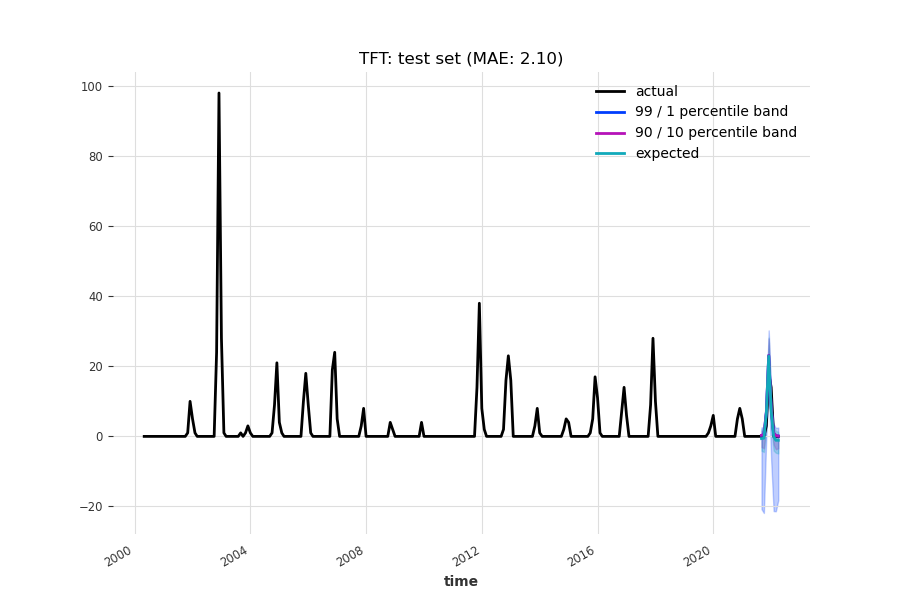 TFT: test set (MAE: 2.10)
actual
99 / 1 percentile band
90 / 10 percentile band
expected
100
80
60
40
20
0
−20
2000
2004
2008
2012
2016
2020
time